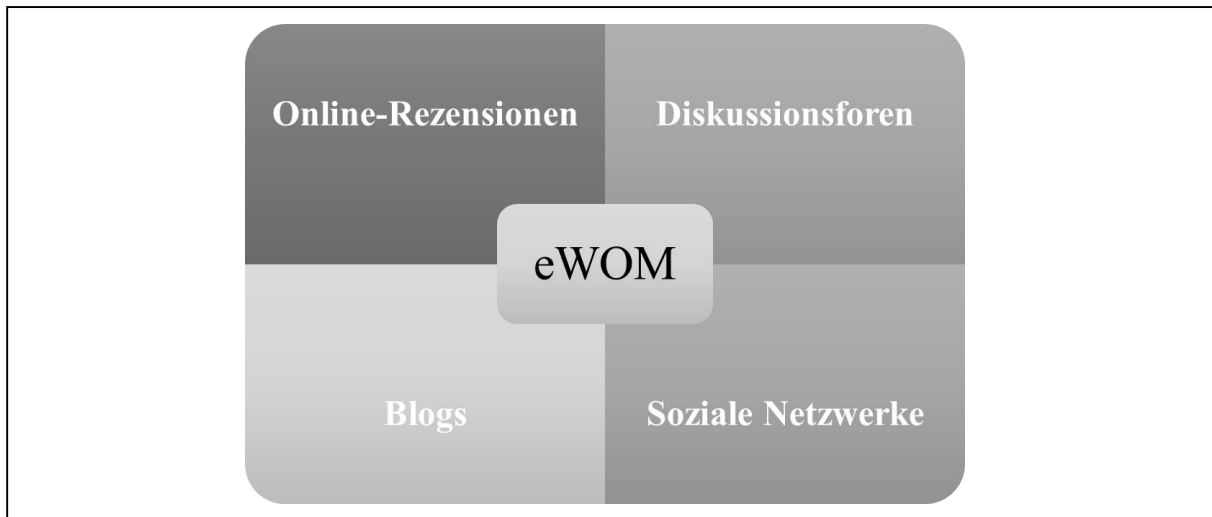 Online-Rezensionen
Diskussionsforen
eWOM
Blogs
Soziale Netzwerke